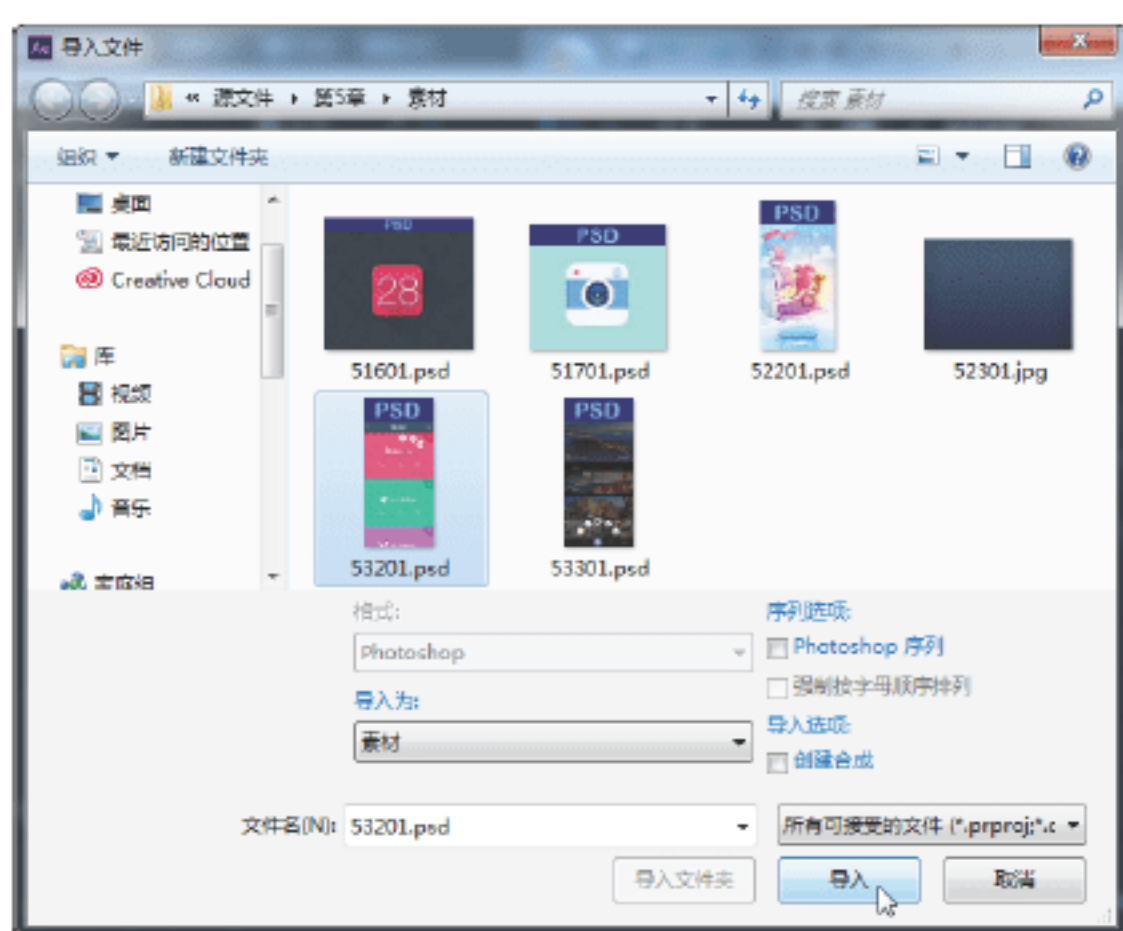 Ae 导入文件
« 源文件 ▸ 第5章 ▸ 素材
搜索 素材
组织 ▼ 新建文件夹
桌面
最近访问的位置
Creative Cloud
库
视频
图片
文档
音乐
家庭组
PSD
28
51601.psd
PSD
51701.psd
PSD
52201.psd
52301.jpg
PSD
53201.psd
PSD
53301.psd
格式:
Photoshop
导入为:
素材
序列选项:
Photoshop 序列
强制按字母顺序排列
导入选项:
创建合成
文件名(N): 53201.psd
所有可接受的文件 (*.prproj;*.c
导入文件夹 导入 取消